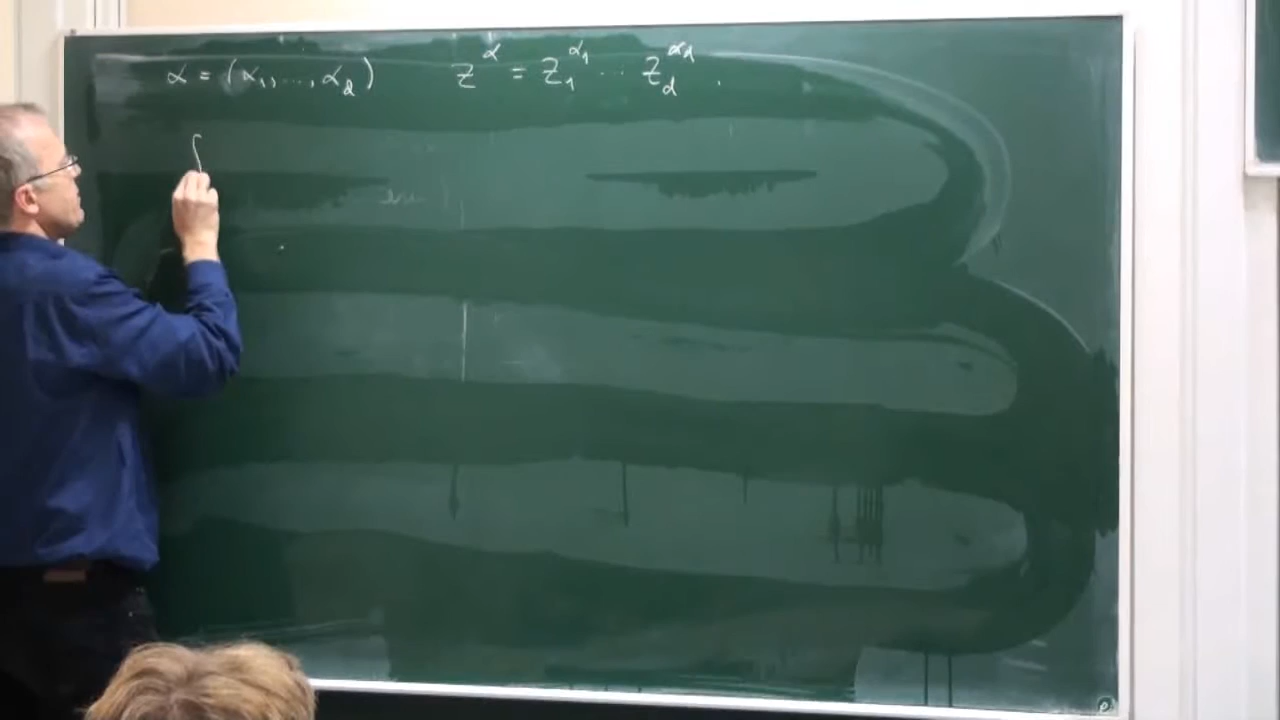 α = (α₁, ..., α_d) z^α = z₁^α₁ ... z_d^α_d .
∫